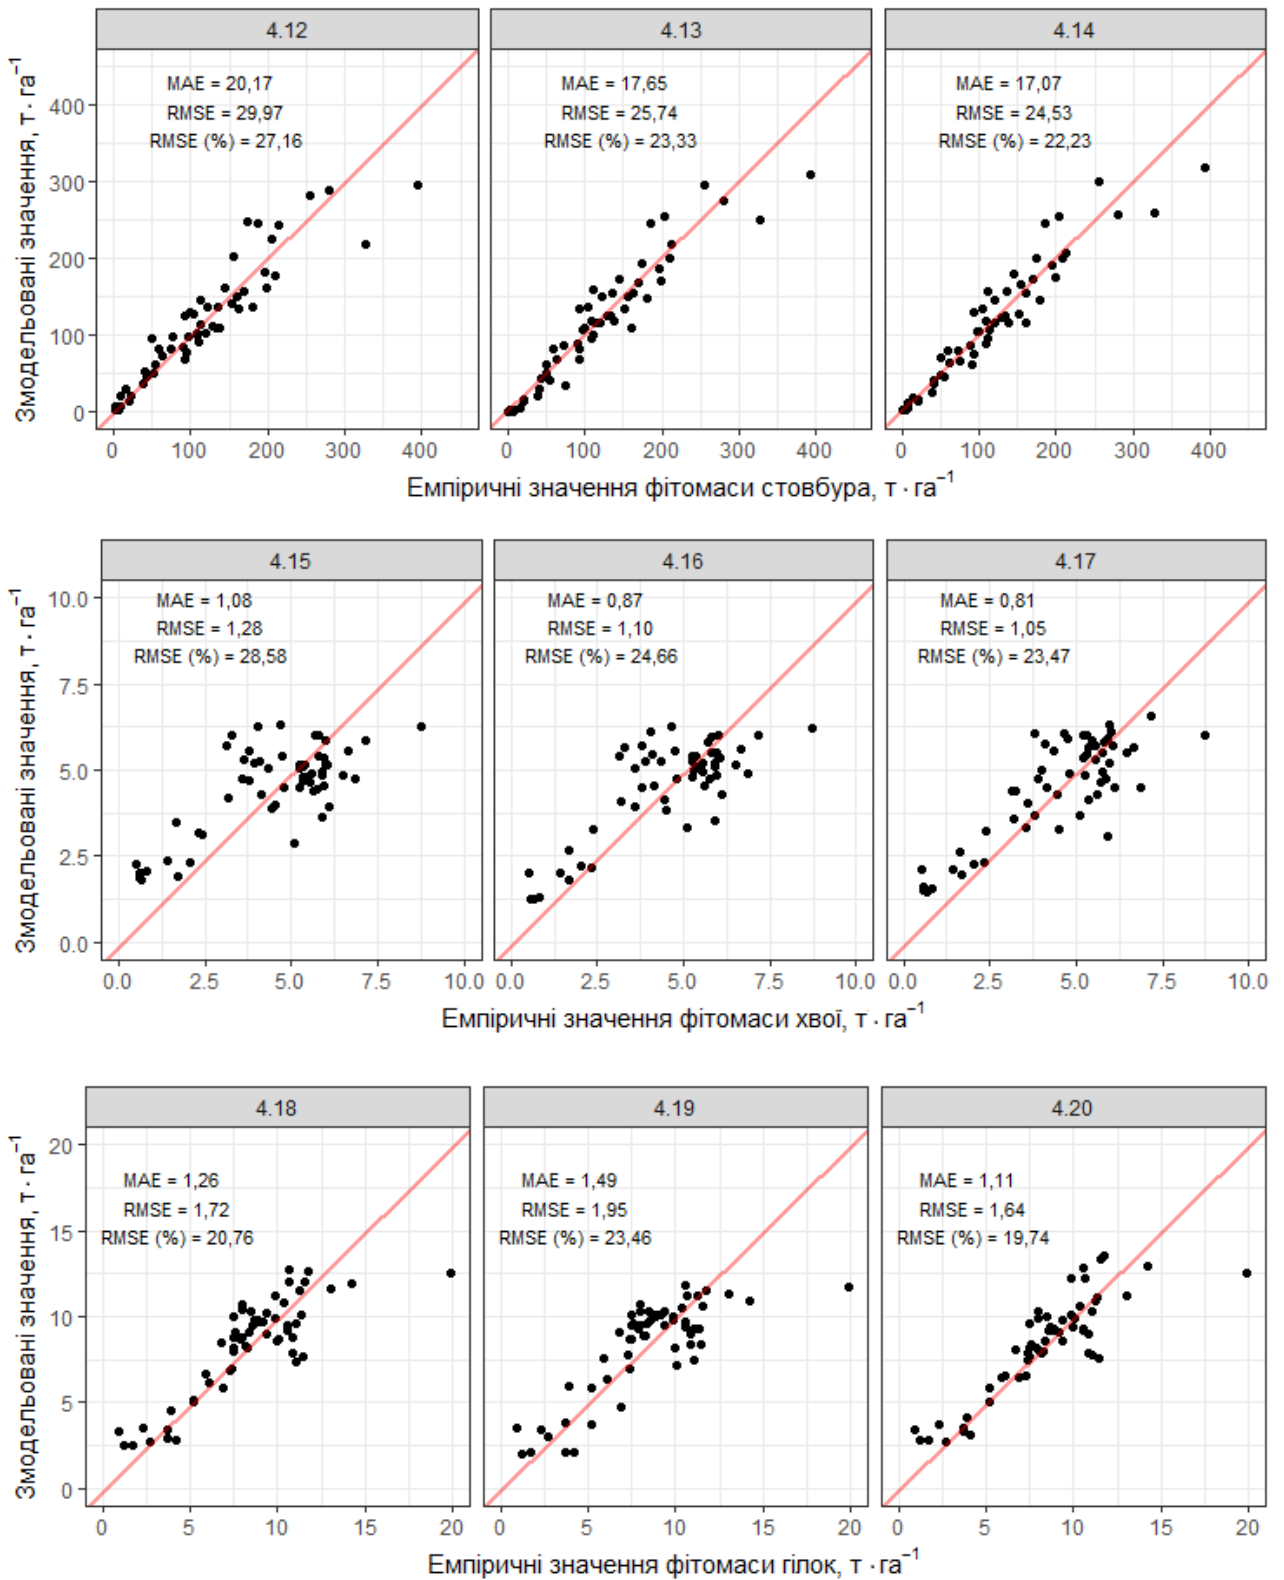 4.12 4.13 4.14
MAE = 20,17 MAE = 17,65 MAE = 17,07
RMSE = 29,97 RMSE = 25,74 RMSE = 24,53
RMSE (%) = 27,16 RMSE (%) = 23,33 RMSE (%) = 22,23
Змодельовані значення, т · га⁻¹
400
300
200
100
0
0 100 200 300 400 0 100 200 300 400 0 100 200 300 400
Емпіричні значення фітомаси стовбура, т · га⁻¹
4.15 4.16 4.17
MAE = 1,08 MAE = 0,87 MAE = 0,81
RMSE = 1,28 RMSE = 1,10 RMSE = 1,05
RMSE (%) = 28,58 RMSE (%) = 24,66 RMSE (%) = 23,47
Змодельовані значення, т · га⁻¹
10.0
7.5
5.0
2.5
0.0
0.0 2.5 5.0 7.5 10.0 0.0 2.5 5.0 7.5 10.0 0.0 2.5 5.0 7.5 10.0
Емпіричні значення фітомаси хвої, т · га⁻¹
4.18 4.19 4.20
MAE = 1,26 MAE = 1,49 MAE = 1,11
RMSE = 1,72 RMSE = 1,95 RMSE = 1,64
RMSE (%) = 20,76 RMSE (%) = 23,46 RMSE (%) = 19,74
Змодельовані значення, т · га⁻¹
20
15
10
5
0
0 5 10 15 20 0 5 10 15 20 0 5 10 15 20
Емпіричні значення фітомаси гілок, т · га⁻¹